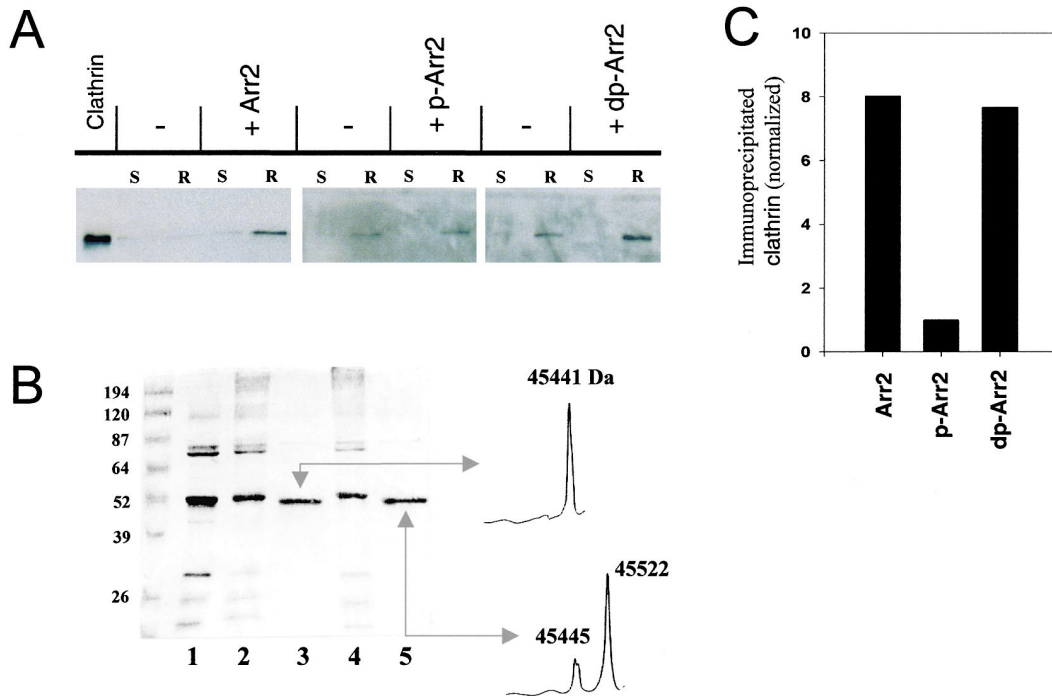 A
Clathrin
-
+ Arr2
-
+ p-Arr2
-
+ dp-Arr2
S R S R S R S R S R S R
B
194
120
87
64
52
39
26
1 2 3 4 5
45441 Da
45522
45445
C
Immunoprecipitated
clathrin (normalized)
10
8
6
4
2
0
Arr2
p-Arr2
dp-Arr2